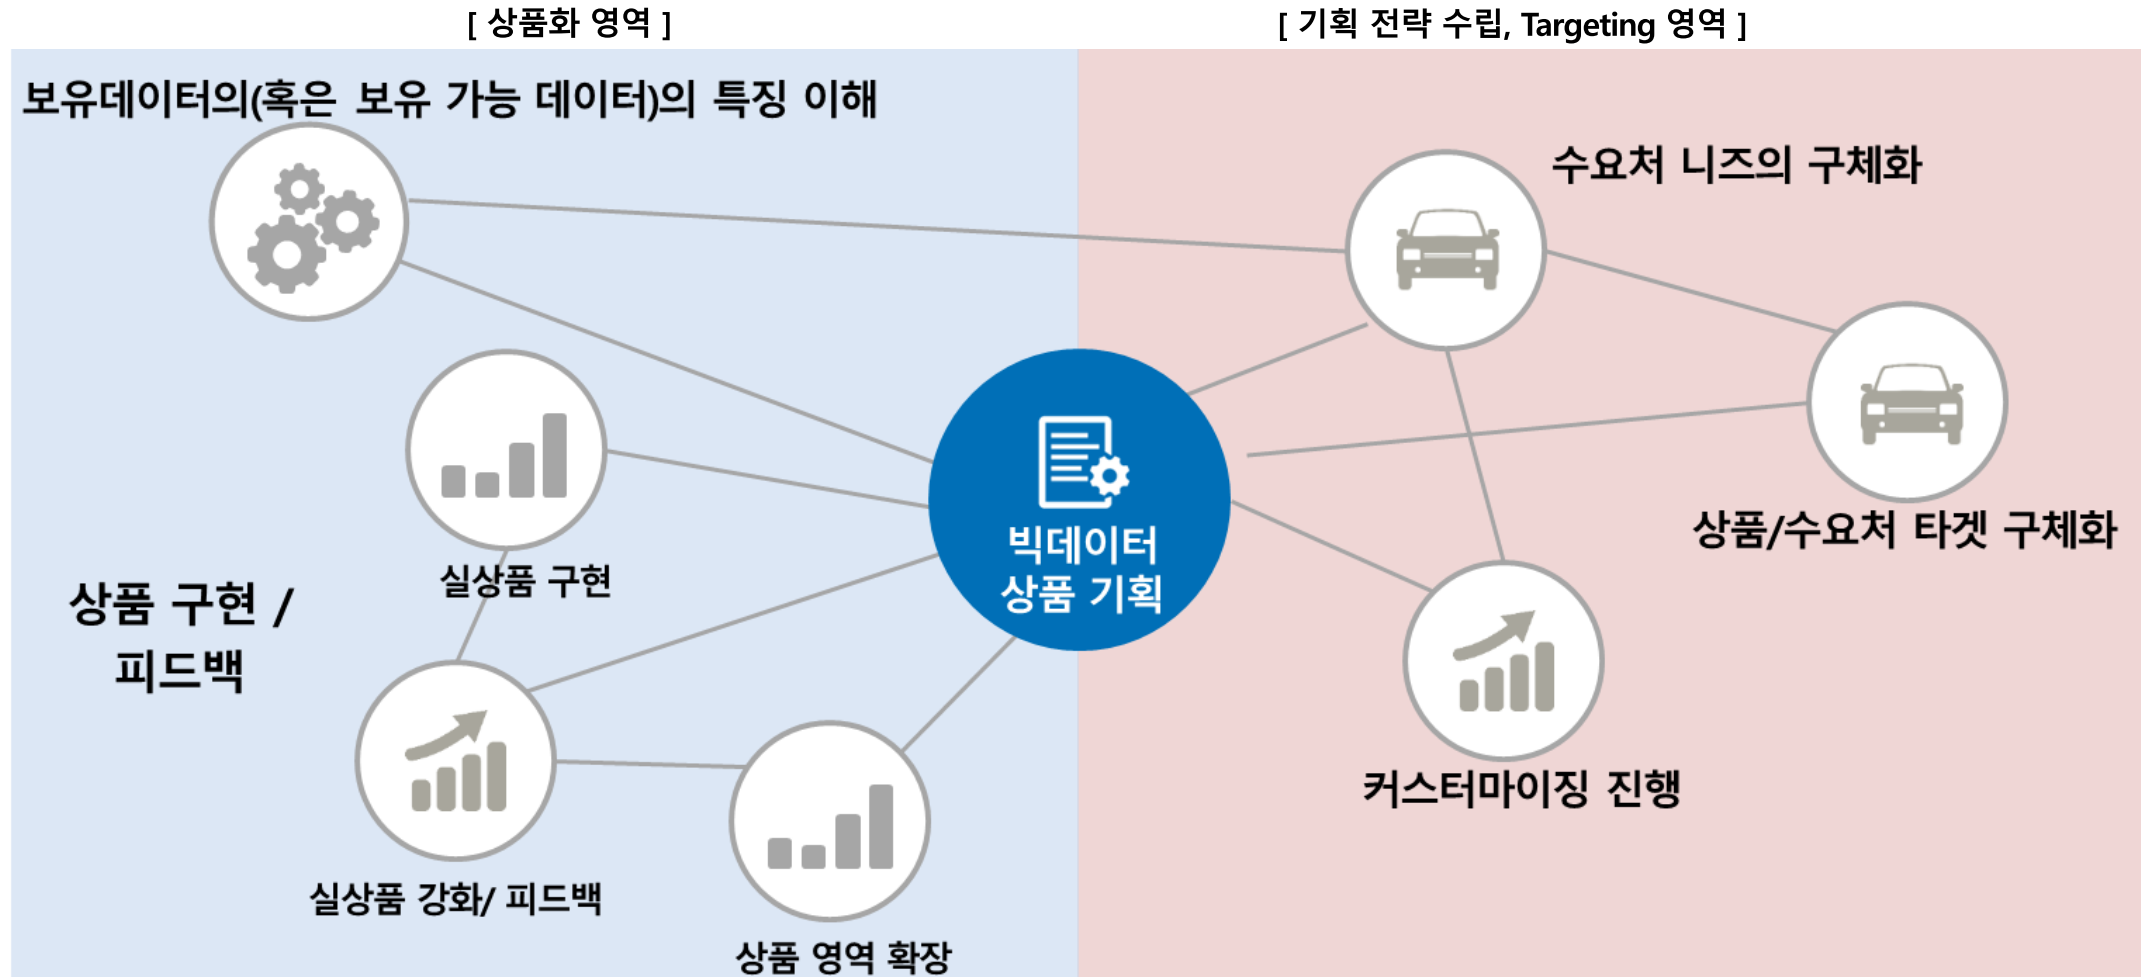 [ 상품화 영역 ]
[ 기획 전략 수립, Targeting 영역 ]
보유데이터의(혹은 보유 가능 데이터)의 특징 이해
수요처 니즈의 구체화
빅데이터
상품 기획
상품/수요처 타겟 구체화
실상품 구현
상품 구현 /
피드백
커스터마이징 진행
실상품 강화/ 피드백
상품 영역 확장